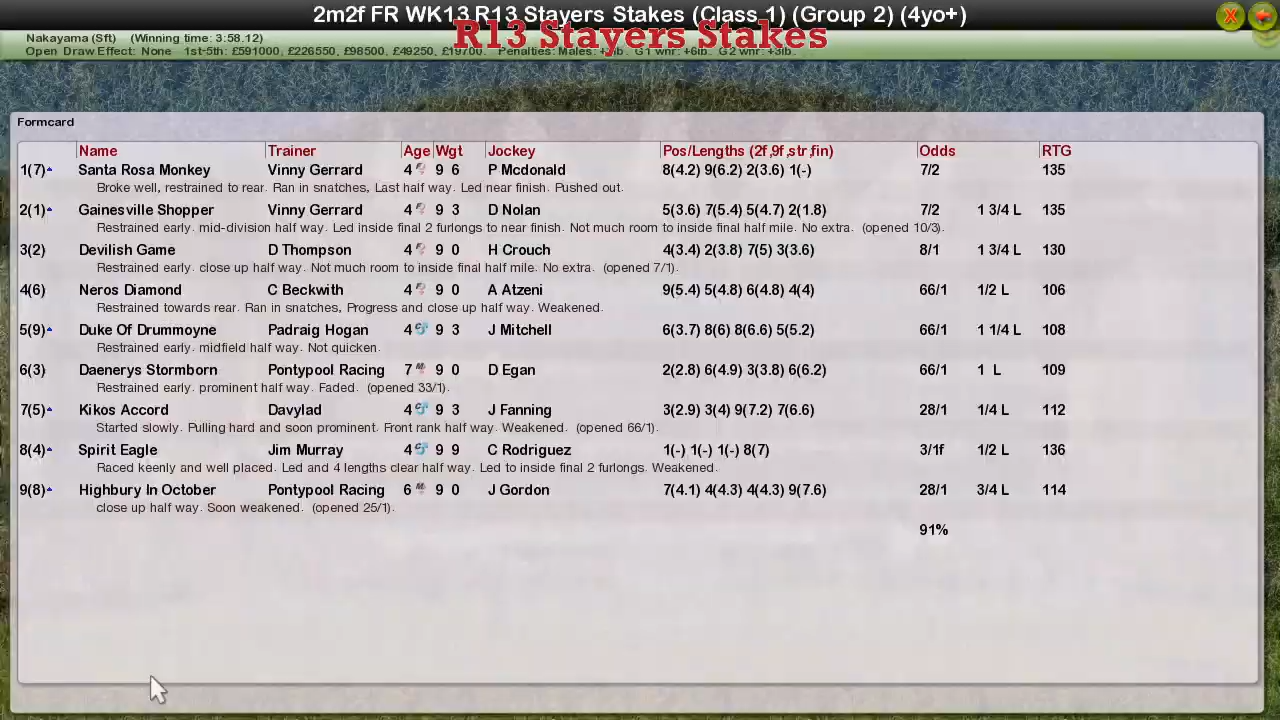 2m2f FR WK13 R13 Stayers Stakes (Class 1) (Group 2) (4yo+)
R13 Stayers Stakes
Nakayama (Sft) (Winning time: 3:58.12)
Open Draw Effect: None 1st-5th: £591000, £226550, £98500, £49250, £19700. Penalties: Males: lb. G1 wnr: +6lb. G2 wnr: +3lb.
Formcard
Name Trainer Age Wgt Jockey Pos/Lengths (2f,9f,str,fin) Odds RTG
1(7) Santa Rosa Monkey Vinny Gerrard 4 9 6 P Mcdonald 8(4.2) 9(6.2) 2(3.6) 1(-) 7/2 135
Broke well, restrained to rear. Ran in snatches, Last half way. Led near finish. Pushed out.
2(1) Gainesville Shopper Vinny Gerrard 4 9 3 D Nolan 5(3.6) 7(5.4) 5(4.7) 2(1.8) 7/2 1 3/4 L 135
Restrained early. mid-division half way. Led inside final 2 furlongs to near finish. Not much room to inside final half mile. No extra. (opened 10/3).
3(2) Devilish Game D Thompson 4 9 0 H Crouch 4(3.4) 2(3.8) 7(5) 3(3.6) 8/1 1 3/4 L 130
Restrained early. close up half way. Not much room to inside final half mile. No extra. (opened 7/1).
4(6) Neros Diamond C Beckwith 4 9 0 A Atzeni 9(5.4) 5(4.8) 6(4.8) 4(4) 66/1 1/2 L 106
Restrained towards rear. Ran in snatches, Progress and close up half way. Weakened.
5(9) Duke Of Drummoyne Padraig Hogan 4 9 3 J Mitchell 6(3.7) 8(6) 8(6.6) 5(5.2) 66/1 1 1/4 L 108
Restrained early. midfield half way. Not quicken.
6(3) Daenerys Stormborn Pontypool Racing 7 9 0 D Egan 2(2.8) 6(4.9) 3(3.8) 6(6.2) 66/1 1 L 109
Restrained early. prominent half way. Faded. (opened 33/1).
7(5) Kikos Accord Davylad 4 9 3 J Fanning 3(2.9) 3(4) 9(7.2) 7(6.6) 28/1 1/4 L 112
Started slowly. Pulling hard and soon prominent. Front rank half way. Weakened. (opened 66/1).
8(4) Spirit Eagle Jim Murray 4 9 9 C Rodriguez 1(-) 1(-) 1(-) 8(7) 3/1f 1/2 L 136
Raced keenly and well placed. Led and 4 lengths clear half way. Led to inside final 2 furlongs. Weakened.
9(8) Highbury In October Pontypool Racing 6 9 0 J Gordon 7(4.1) 4(4.3) 4(4.3) 9(7.6) 28/1 3/4 L 114
close up half way. Soon weakened. (opened 25/1).
91%